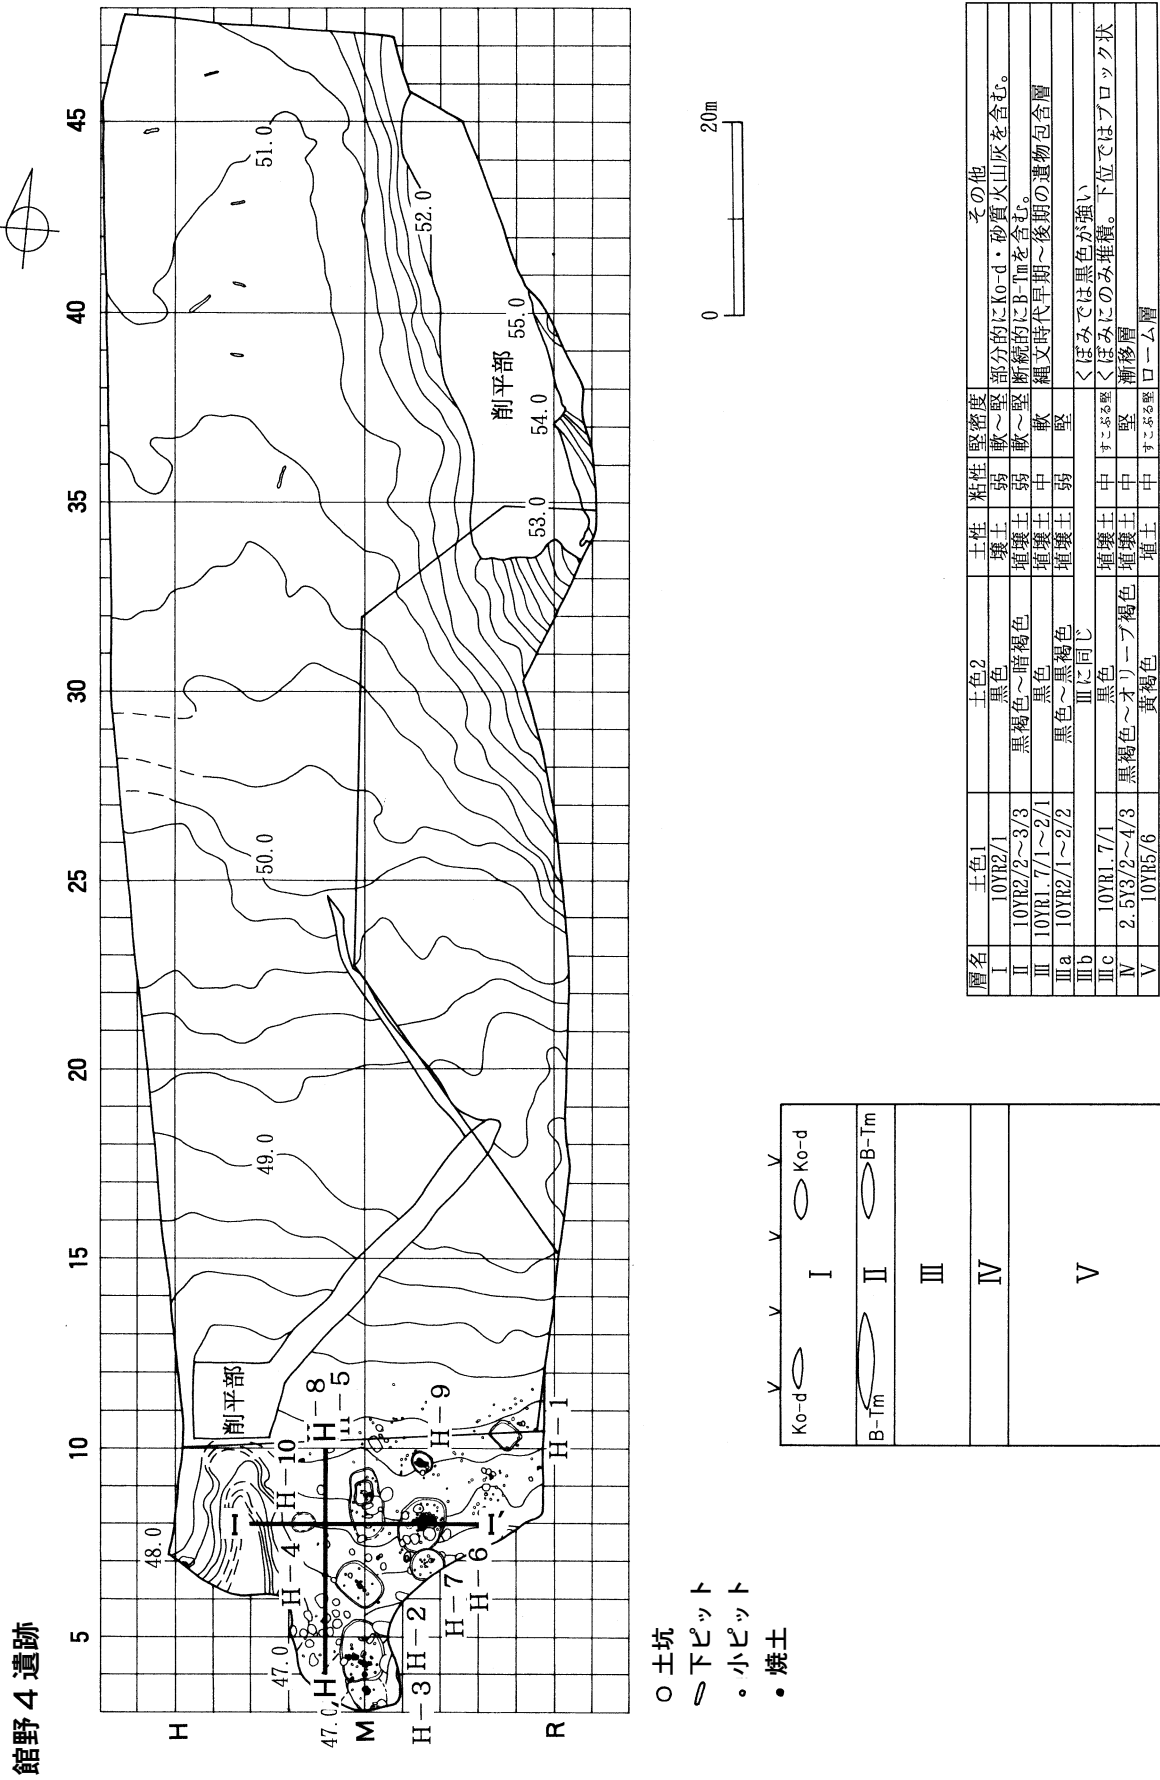 館野4遺跡
5
10
15
20
25
30
35
40
45
H
M
R
47.0
47.0
48.0
49.0
50.0
51.0
52.0
53.0
54.0
55.0
削平部
削平部
H
H
I
I′
H-1
H-2
H-3
H-4
H-5
H-6
H-7
H-8
H-9
H-10
0 20m
土坑
Tピット
小ピット
焼土
Ko-d Ko-d
I
B-Tm II B-Tm
III
IV
V
層名 土色1 土色2 土性 粘性 堅密度 その他
I 10YR2/1 黒色 壌土 弱 軟~堅 部分的にKo-d・砂質火山灰を含む。
II 10YR2/2~3/3 黒褐色~暗褐色 埴壌土 弱 軟~堅 断続的にB-Tmを含む。
III 10YR1.7/1~2/1 黒色 埴壌土 中 軟 縄文時代早期~後期の遺物包含層
IIIa 10YR2/1~2/2 黒色~黒褐色 埴壌土 弱 堅
IIIb IIIに同じ くぼみでは黒色が強い
IIIc 10YR1.7/1 黒色 埴壌土 中 すこぶる堅 くぼみにのみ堆積。下位ではブロック状
IV 2.5Y3/2~4/3 黒褐色~オリーブ褐色 埴壌土 中 堅 漸移層
V 10YR5/6 黄褐色 埴土 中 すこぶる堅 ローム層